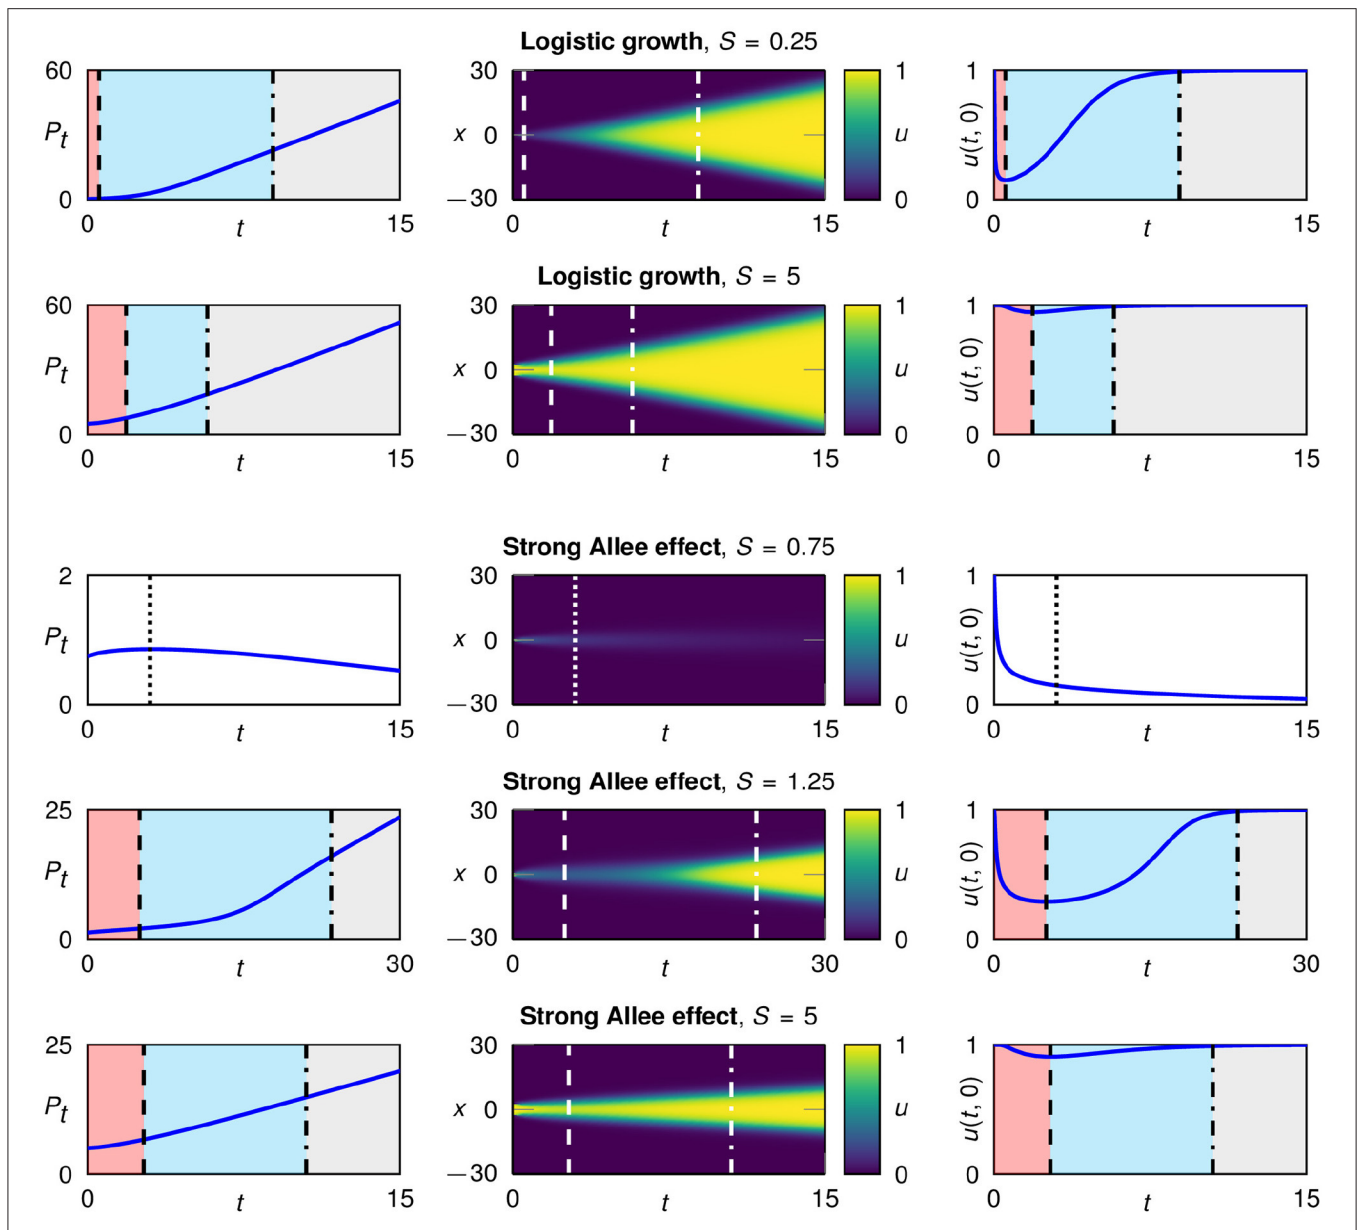 Logistic growth, S = 0.25
60
P_t
0
0
15
t
30
x 0
—30
0
15
t
1
u
0
1
u(t, 0)
0
0
15
t
Logistic growth, S = 5
60
P_t
0
0
15
t
30
x 0
—30
0
15
t
1
u
0
1
u(t, 0)
0
0
15
t
Strong Allee effect, S = 0.75
2
P_t
0
0
15
t
30
x 0
—30
0
15
t
1
u
0
1
u(t, 0)
0
0
15
t
Strong Allee effect, S = 1.25
25
P_t
0
0
30
t
30
x 0
—30
0
30
t
1
u
0
1
u(t, 0)
0
0
30
t
Strong Allee effect, S = 5
25
P_t
0
0
15
t
30
x 0
—30
0
15
t
1
u
0
1
u(t, 0)
0
0
15
t